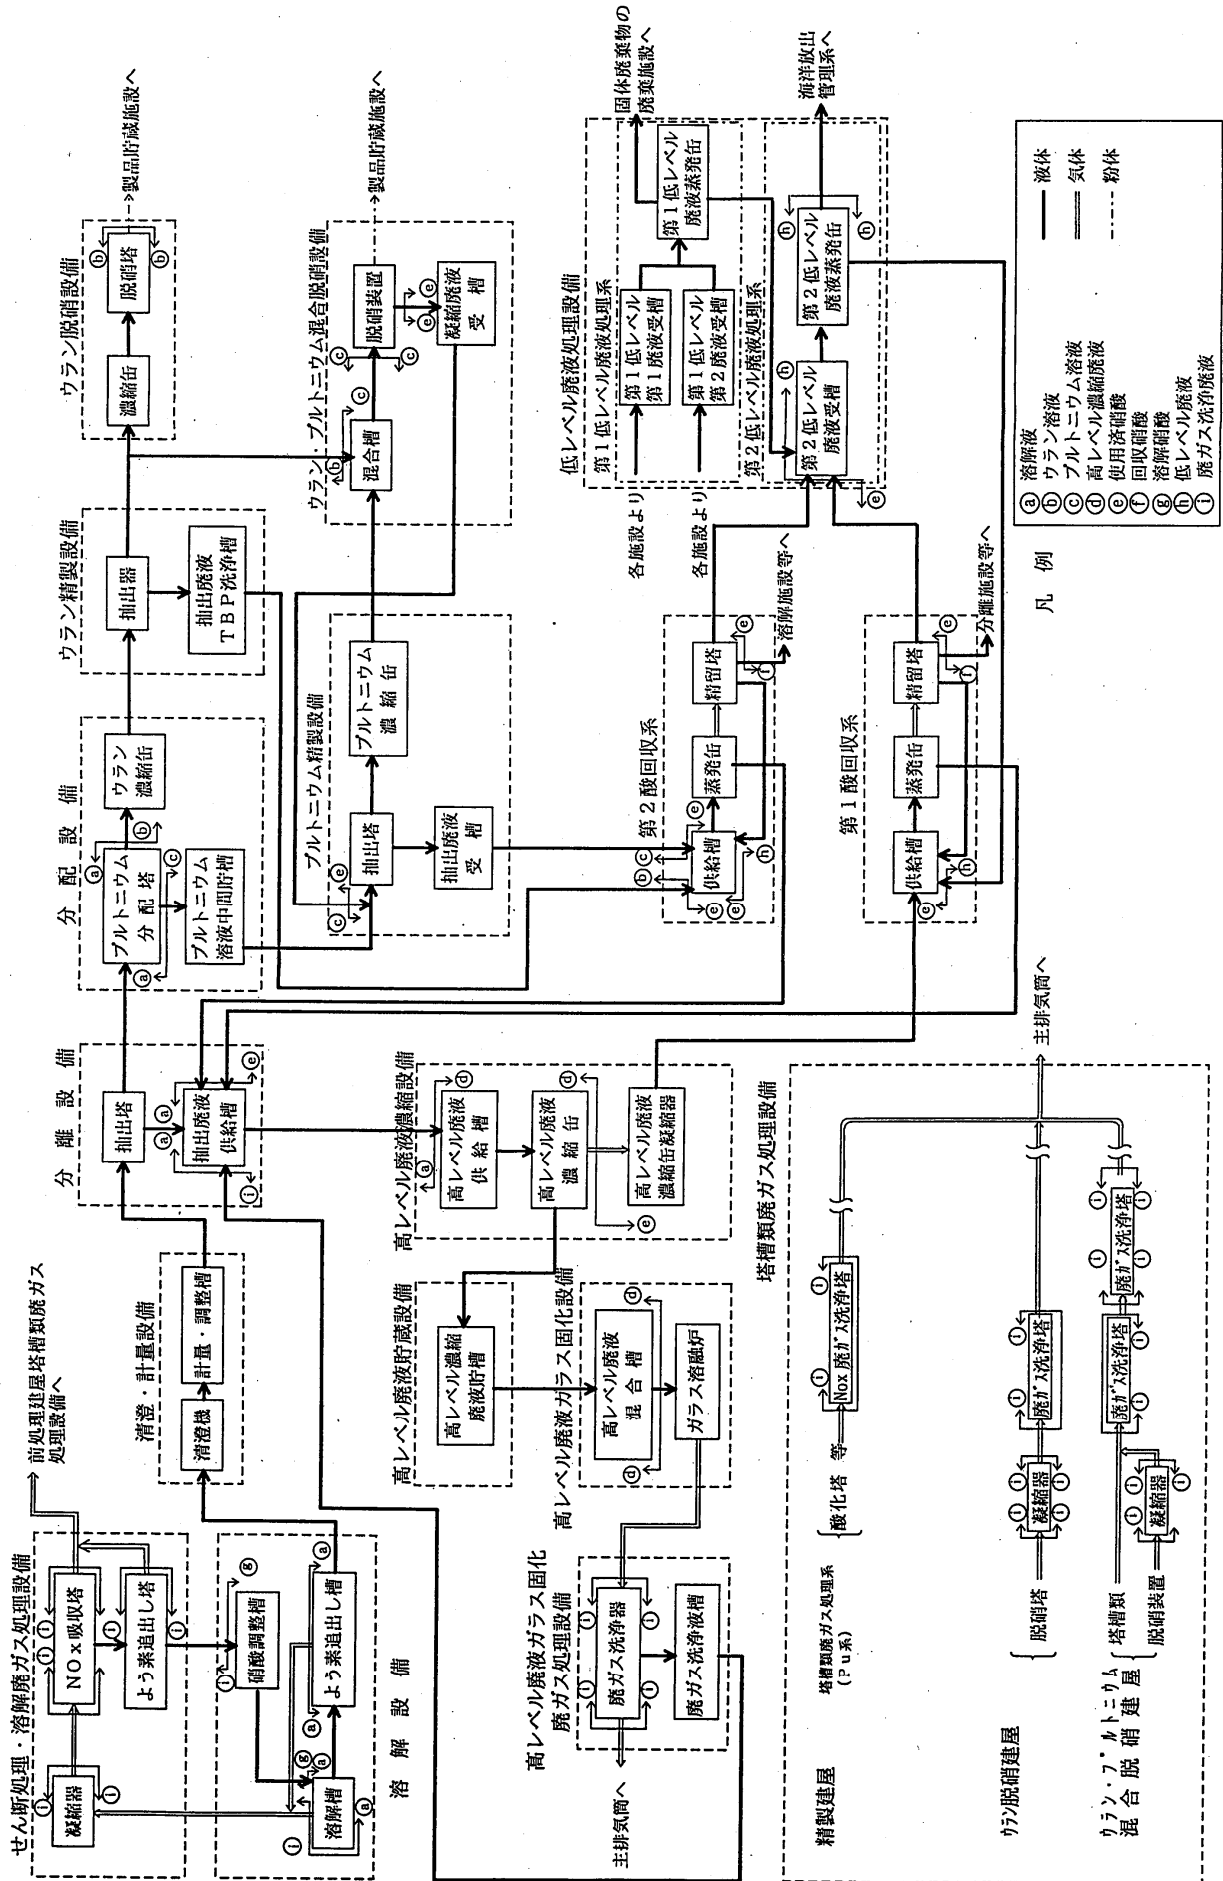 せん断処理・溶解廃ガス処理設備
凝縮器
NOx吸収塔
よう素追出し塔
前処理建屋塔槽類廃ガス
処理設備へ
溶解設備
硝酸調整槽
溶解槽
よう素追出し槽
清澄・計量設備
清澄機
計量・調整槽
分離設備
抽出塔
抽出廃液
供給槽
分配設備
プルトニウム
分配塔
ウラン
濃縮缶
プルトニウム
溶液中間貯槽
ウラン精製設備
抽出器
抽出廃液
TBP洗浄槽
ウラン脱硝設備
濃縮缶
脱硝塔
製品貯蔵施設へ
プルトニウム精製設備
抽出塔
プルトニウム
濃縮缶
抽出廃液
受槽
ウラン・プルトニウム混合脱硝設備
混合槽
脱硝装置
凝縮廃液
受槽
製品貯蔵施設へ
高レベル廃液濃縮設備
高レベル廃液
供給槽
高レベル廃液
濃縮缶
高レベル廃液
濃縮缶凝縮器
高レベル廃液貯蔵設備
高レベル濃縮
廃液貯槽
高レベル廃液ガラス固化設備
高レベル廃液
混合槽
ガラス溶融炉
高レベル廃液ガラス固化
廃ガス処理設備
廃ガス洗浄器
廃ガス洗浄液槽
主排気筒へ
第2酸回収系
供給槽
蒸発缶
精留塔
溶解施設等へ
第1酸回収系
供給槽
蒸発缶
精留塔
分離施設等へ
低レベル廃液処理設備
第1低レベル廃液処理系
各施設より
第1低レベル
第1廃液受槽
各施設より
第1低レベル
第2廃液受槽
第1低レベル
廃液蒸発缶
固体廃棄物の
廃棄施設へ
第2低レベル廃液処理系
第2低レベル
廃液受槽
第2低レベル
廃液蒸発缶
海洋放出
管理系へ
塔槽類廃ガス処理設備
精製建屋
塔槽類廃ガス処理系
(Pu系)
酸化塔 等
Nox廃ガス洗浄塔
ウラン脱硝建屋
脱硝塔
凝縮器
廃ガス洗浄塔
ウラン・プルトニウム
混合脱硝建屋
塔槽類
脱硝装置
凝縮器
廃ガス洗浄塔
廃ガス洗浄塔
主排気筒へ
凡例
ⓐ 溶解液
ⓑ ウラン溶液
ⓒ プルトニウム溶液
ⓓ 高レベル濃縮廃液
ⓔ 使用済硝酸
ⓕ 回収硝酸
ⓖ 溶解硝酸
ⓗ 低レベル廃液
ⓘ 廃ガス洗浄廃液
液体
気体
粉体